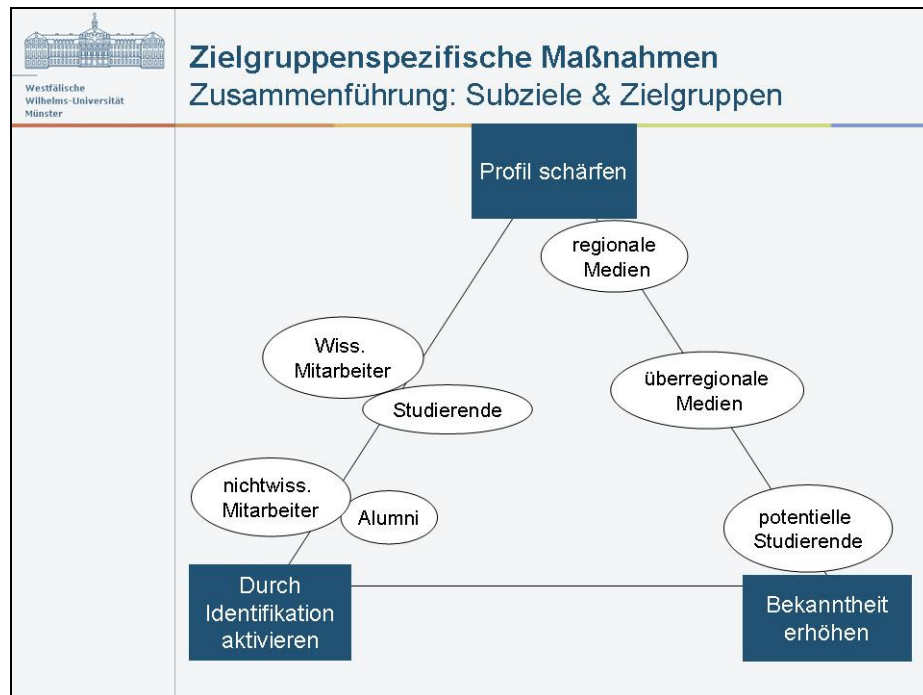 Westfälische
Wilhelms-Universität
Münster
Zielgruppenspezifische Maßnahmen
Zusammenführung: Subziele & Zielgruppen
Profil schärfen
regionale
Medien
Wiss.
Mitarbeiter
überregionale
Medien
Studierende
nichtwiss.
Mitarbeiter
Alumni
potentielle
Studierende
Durch
Identifikation
aktivieren
Bekanntheit
erhöhen